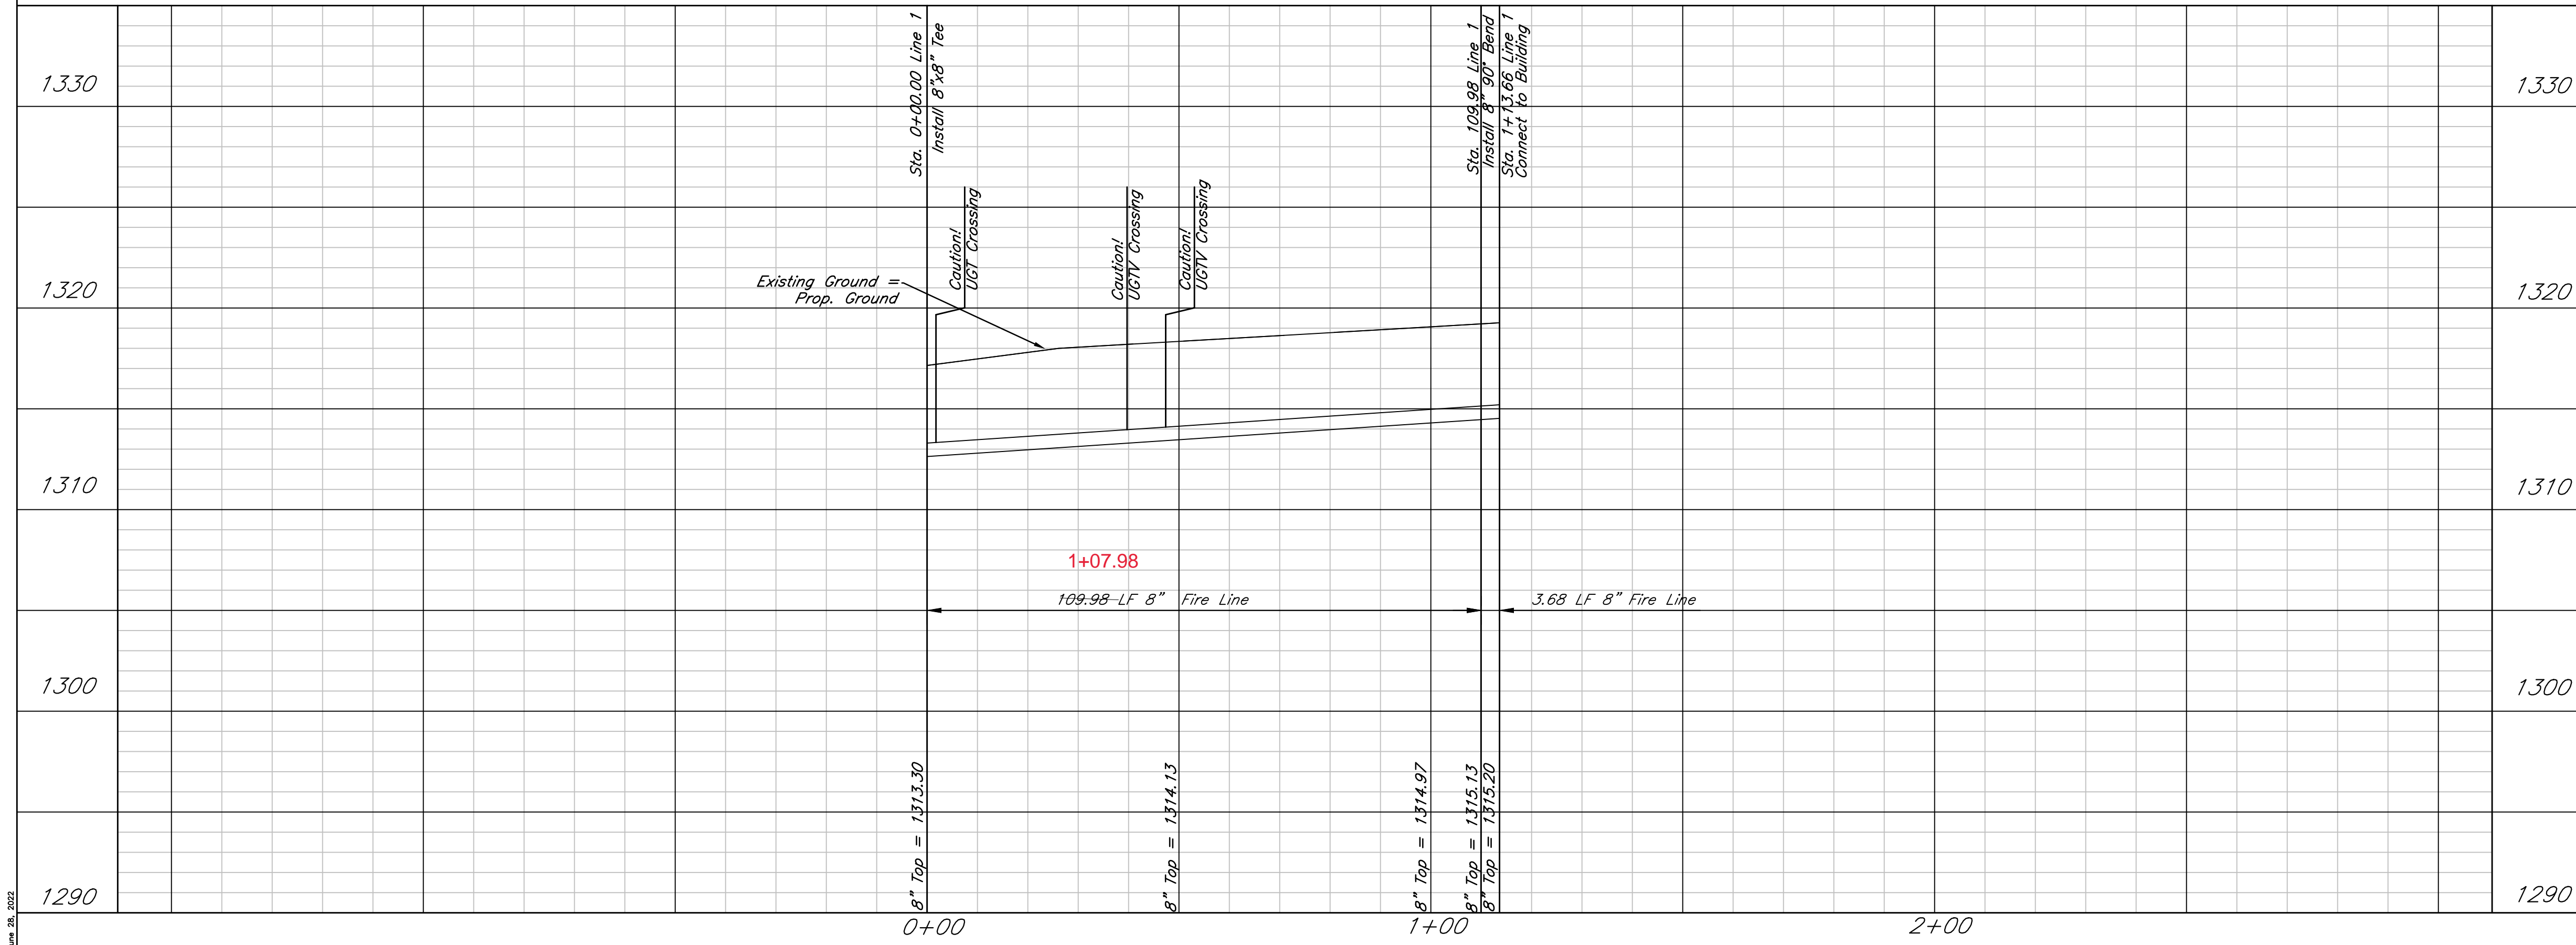 Sta. 0+00.00 Line 1
Install 8"x8" Tee
Sta. 109.98 Line 1
Install 8" 90° Bend
Sta. 1+13.66 Line 1
Connect to Building
1330
1330
Caution!
UGT Crossing
Caution!
UGTV Crossing
Caution!
UGTV Crossing
Existing Ground =
Prop. Ground
1320
1320
1310
1310
1+07.98
109.98 LF 8" Fire Line
3.68 LF 8" Fire Line
1300
1300
8" Top = 1313.30
8" Top = 1314.13
8" Top = 1314.97
8" Top = 1315.13
8" Top = 1315.20
1290
1290
0+00
1+00
2+00
28, 2022